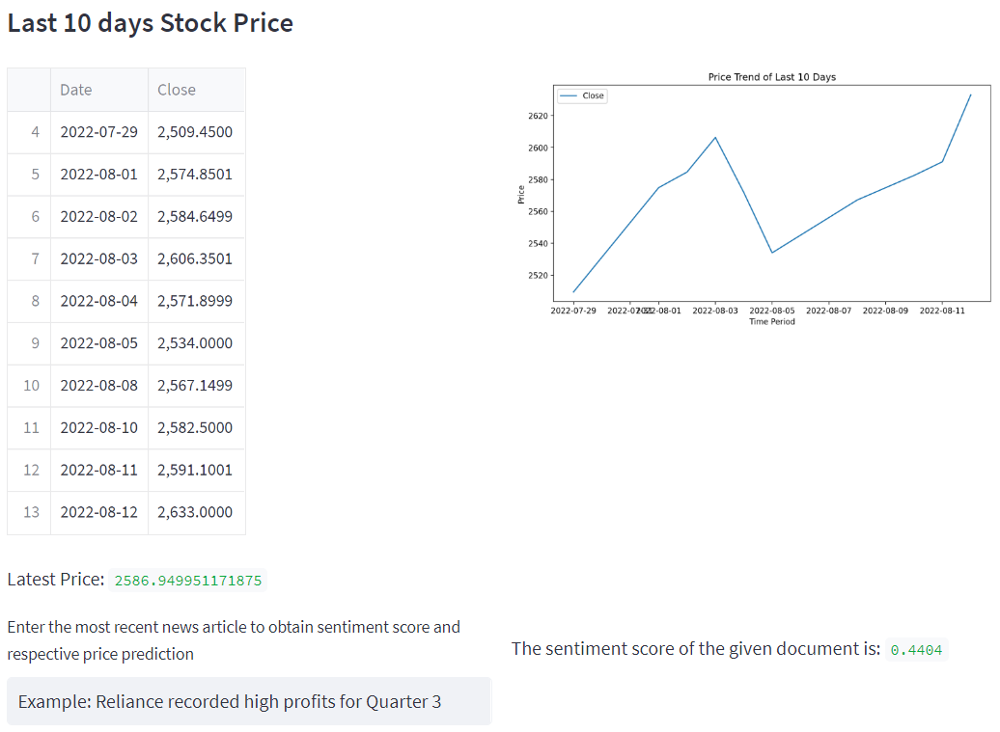 Last 10 days Stock Price
Date Close
4 2022-07-29 2,509.4500
5 2022-08-01 2,574.8501
6 2022-08-02 2,584.6499
7 2022-08-03 2,606.3501
8 2022-08-04 2,571.8999
9 2022-08-05 2,534.0000
10 2022-08-08 2,567.1499
11 2022-08-10 2,582.5000
12 2022-08-11 2,591.1001
13 2022-08-12 2,633.0000
Price Trend of Last 10 Days
Close
2620
2600
2580
2560
2540
2520
Price
2022-07-29 2022-07-31 2022-08-01 2022-08-03 2022-08-05 2022-08-07 2022-08-09 2022-08-11
Time Period
Latest Price: 2586.949951171875
Enter the most recent news article to obtain sentiment score and
respective price prediction
Example: Reliance recorded high profits for Quarter 3
The sentiment score of the given document is: 0.4404